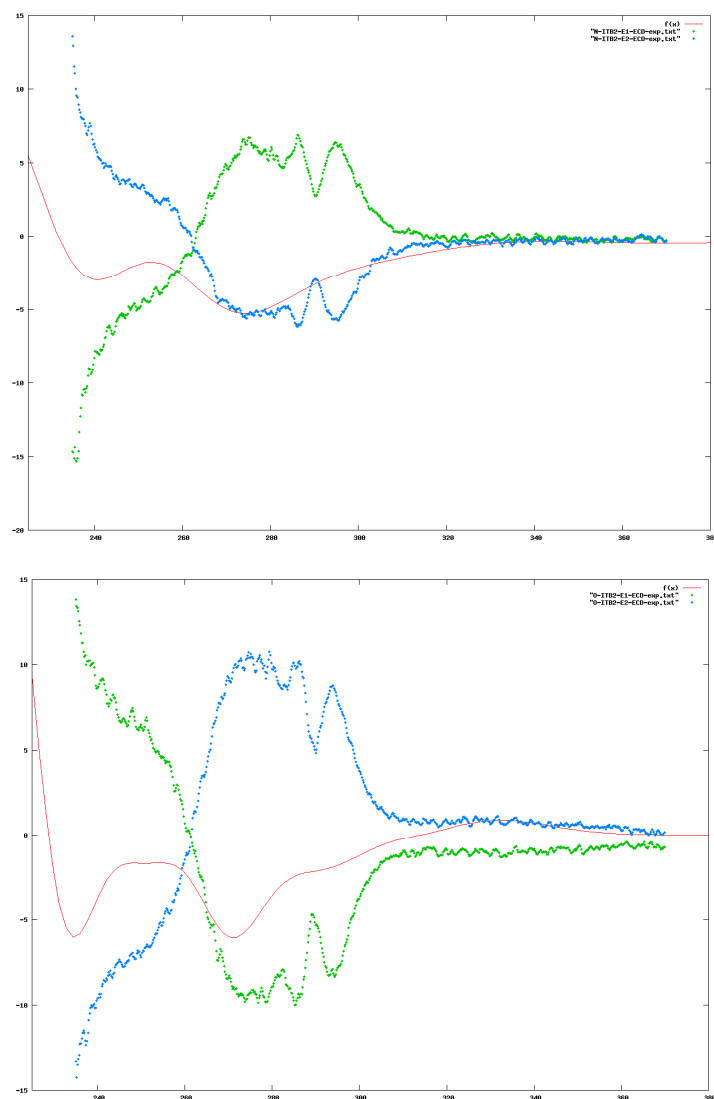 15
f(x)
"N-ITB2-E1-ECD-exp.txt"
"N-ITB2-E2-ECD-exp.txt"
10
5
0
-5
-10
-15
-20
240 260 280 300 320 340 360 38
15
f(x)
"O-ITB2-E1-ECD-exp.txt"
"O-ITB2-E2-ECD-exp.txt"
10
5
0
-5
-10
-15
240 260 280 300 320 340 360 38